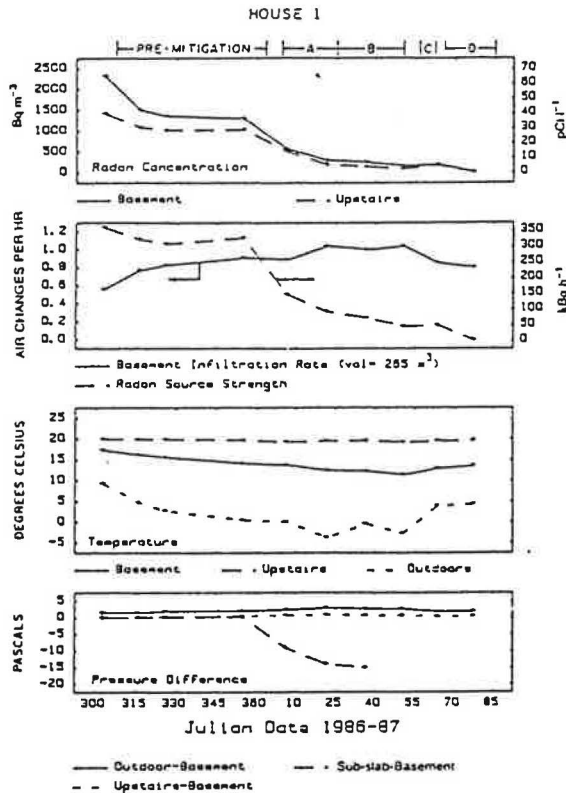 HOUSE 1
PRE-MITIGATION A B C D
Bq m⁻³
2500
2000
1500
1000
500
0
70
60
50
40
30
20
10
0
pCil⁻¹
Radon Concentration
Basement Upstairs
AIR CHANGES PER HR
1.2
1.0
0.8
0.6
0.4
0.2
0.0
350
300
250
200
150
100
50
0
kBq h⁻¹
Basement Infiltration Rate (vol= 285 m³)
Radon Source Strength
DEGREES CELSIUS
25
20
15
10
5
0
-5
Temperature
Basement Upstairs Outdoors
PASCALS
5
0
-5
-10
-15
-20
Pressure Difference
300 315 330 345 360 10 25 40 55 70 85
Julian Data 1986-87
Outdoor-Basement Sub-slab-Basement
Upstairs-Basement